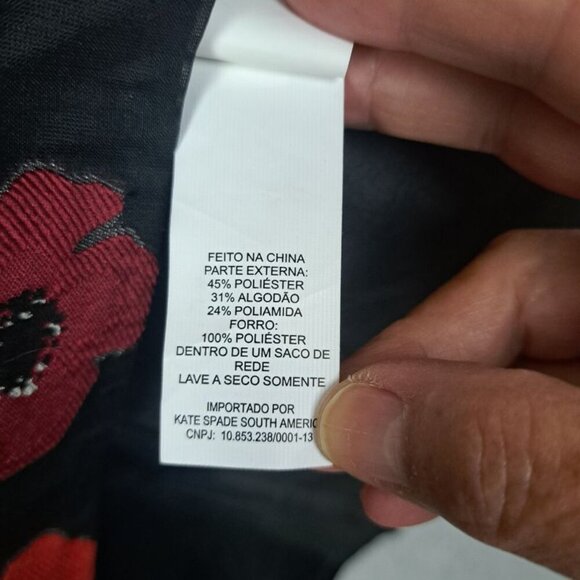 FEITO NA CHINA
PARTE EXTERNA:
45% POLIÉSTER
31% ALGODÃO
24% POLIAMIDA
FORRO:
100% POLIÉSTER
DENTRO DE UM SACO DE
REDE
LAVE A SECO SOMENTE
IMPORTADO POR
KATE SPADE SOUTH AMERIC
CNPJ: 10.853.238/0001-13